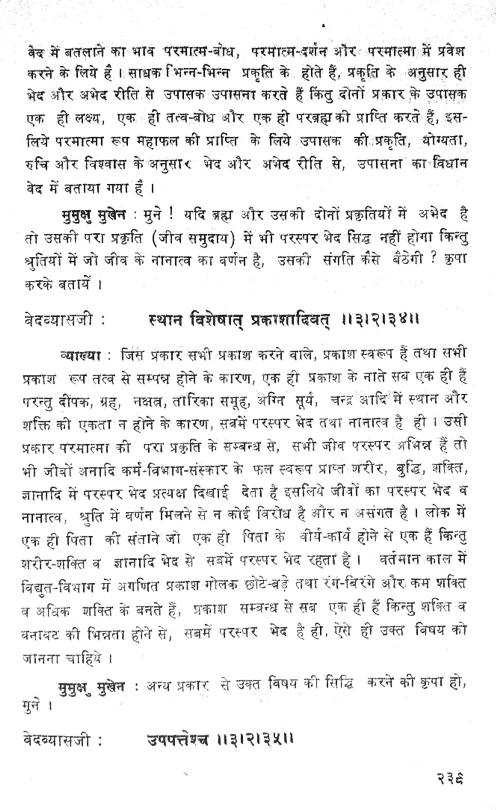 वेद में बतलाने का भाव परमात्म-बोध, परमात्म-दर्शन और परमात्मा में प्रवेश
करने के लिये है । साधक भिन्न-भिन्न प्रकृति के होते हैं, प्रकृति के अनुसार ही
भेद और अभेद रीति से उपासक उपासना करते हैं किंतु दोनों प्रकार के उपासक
एक ही लक्ष्य, एक ही तत्व-बोध और एक ही परब्रह्म की प्राप्ति करते हैं, इस-
लिये परमात्मा रूप महाफल की प्राप्ति के लिये उपासक की प्रकृति, योग्यता,
रुचि और विश्वास के अनुसार भेद और अभेद रीति से, उपासना का विधान
वेद में बताया गया है ।
मुमुक्षु मुखेन : मुने ! यदि ब्रह्म और उसकी दोनों प्रकृतियों में अभेद है
तो उसकी परा प्रकृति (जीव समुदाय) में भी परस्पर भेद सिद्ध नहीं होगा किन्तु
श्रुतियों में जो जीव के नानात्व का वर्णन है, उसकी संगति कैसे बैठेगी ? कृपा
करके बतायें ।
वेदव्यासजी : स्थान विशेषात् प्रकाशादिवत् ।।३।२।३४।।
व्याख्या : जिस प्रकार सभी प्रकाश करने वाले, प्रकाश स्वरूप हैं तथा सभी
प्रकाश रूप तत्व से सम्पन्न होने के कारण, एक ही प्रकाश के नाते सब एक ही हैं
परन्तु दीपक, ग्रह, नक्षत्र, तारिका समूह, अग्नि सूर्य, चन्द्र आदि में स्थान और
शक्ति की एकता न होने के कारण, सबमें परस्पर भेद तथा नानात्व है ही । उसी
प्रकार परमात्मा की परा प्रकृति के सम्बन्ध से, सभी जीव परस्पर अभिन्न हैं तो
भी जीवों अनादि कर्म-विभाग-संस्कार के फल स्वरूप प्राप्त शरीर, बुद्धि, शक्ति,
ज्ञानादि में परस्पर भेद प्रत्यक्ष दिखाई देता है इसलिये जीवों का परस्पर भेद व
नानात्व, श्रुति में वर्णन मिलने से न कोई विरोध है और न असंगत है । लोक में
एक ही पिता की संताने जो एक ही पिता के वीर्य-कार्य होने से एक हैं किन्तु
शरीर-शक्ति व ज्ञानादि भेद से सबमें परस्पर भेद रहता है । वर्तमान काल में
विद्युत-विभाग में अगणित प्रकाश गोलक छोटे-बड़े तथा रंग-बिरंगे और कम शक्ति
व अधिक शक्ति के बनते हैं, प्रकाश सम्बन्ध से सब एक ही हैं किन्तु शक्ति व
बनावट की भिन्नता होने से, सबमें परस्पर भेद है ही, ऐसे ही उक्त विषय को
जानना चाहिये ।
मुमुक्षु मुखेन : अन्य प्रकार से उक्त विषय की सिद्धि करने की कृपा हो,
मुने ।
वेदव्यासजी : उपपत्तेश्च ।।३।२।३५।।
२३९